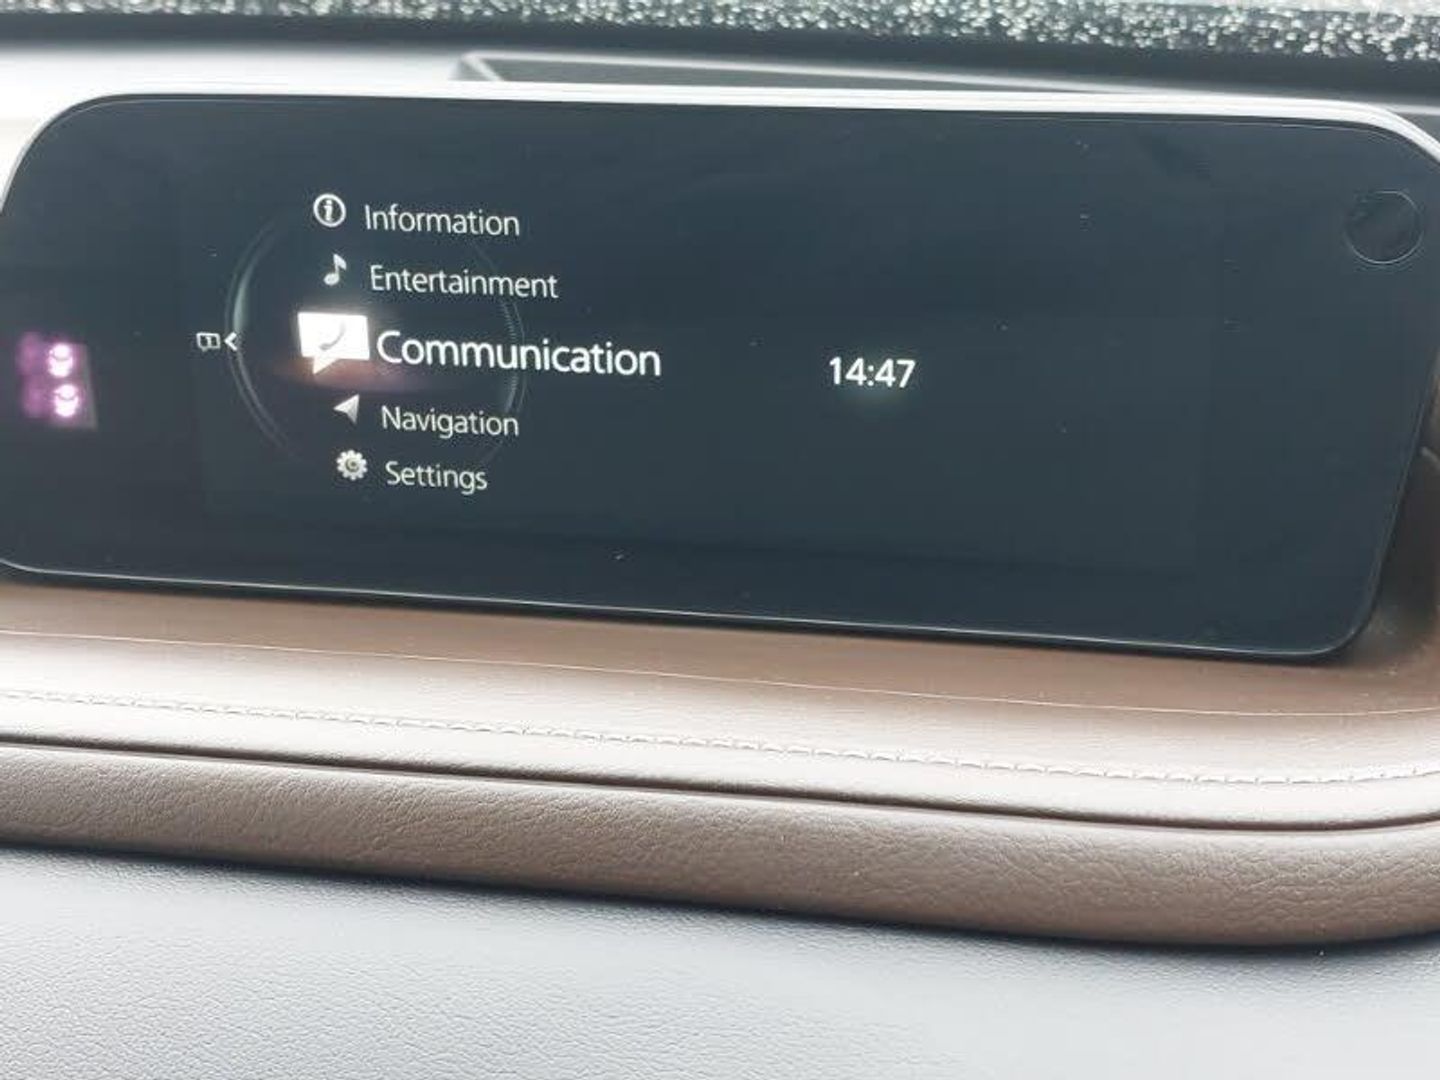 Information
Entertainment
Communication
14:47
Navigation
Settings